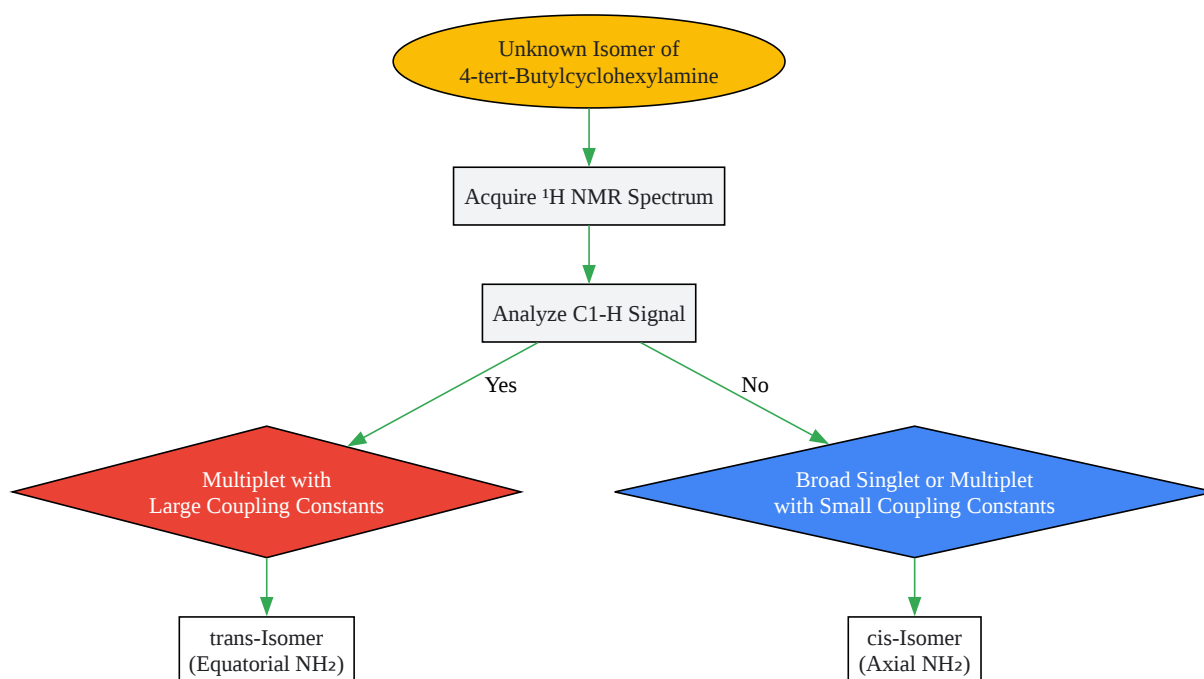 Unknown Isomer of
4-tert-Butylcyclohexylamine
Acquire ¹H NMR Spectrum
Analyze C1-H Signal
Yes
No
Multiplet with
Large Coupling Constants
Broad Singlet or Multiplet
with Small Coupling Constants
trans-Isomer
(Equatorial NH₂)
cis-Isomer
(Axial NH₂)